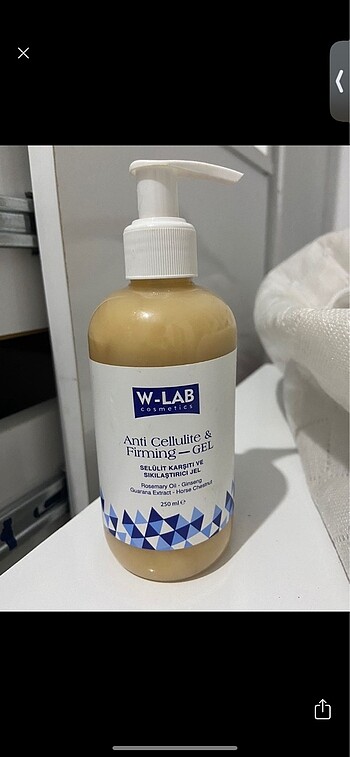 W-LAB
cosmetics
Anti Cellulite &
Firming — GEL
SELÜLİT KARŞITI VE
SIKILAŞTIRICI JEL
Rosemary Oil - Ginseng
Guarana Extract - Horse Chestnut
250 ml ℮